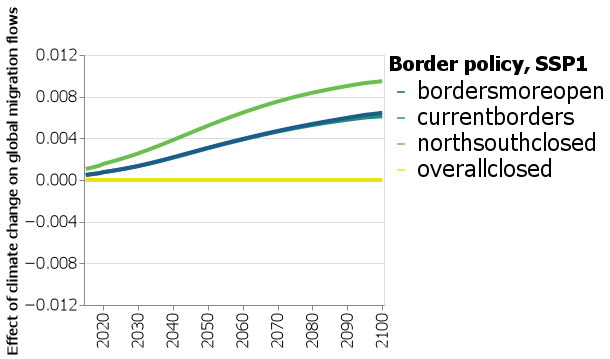 Effect of climate change on global migration flows
0.012
0.008
0.004
0.000
−0.004
−0.008
−0.012
2020
2030
2040
2050
2060
2070
2080
2090
2100
Border policy, SSP1
bordersmoreopen
currentborders
northsouthclosed
overallclosed